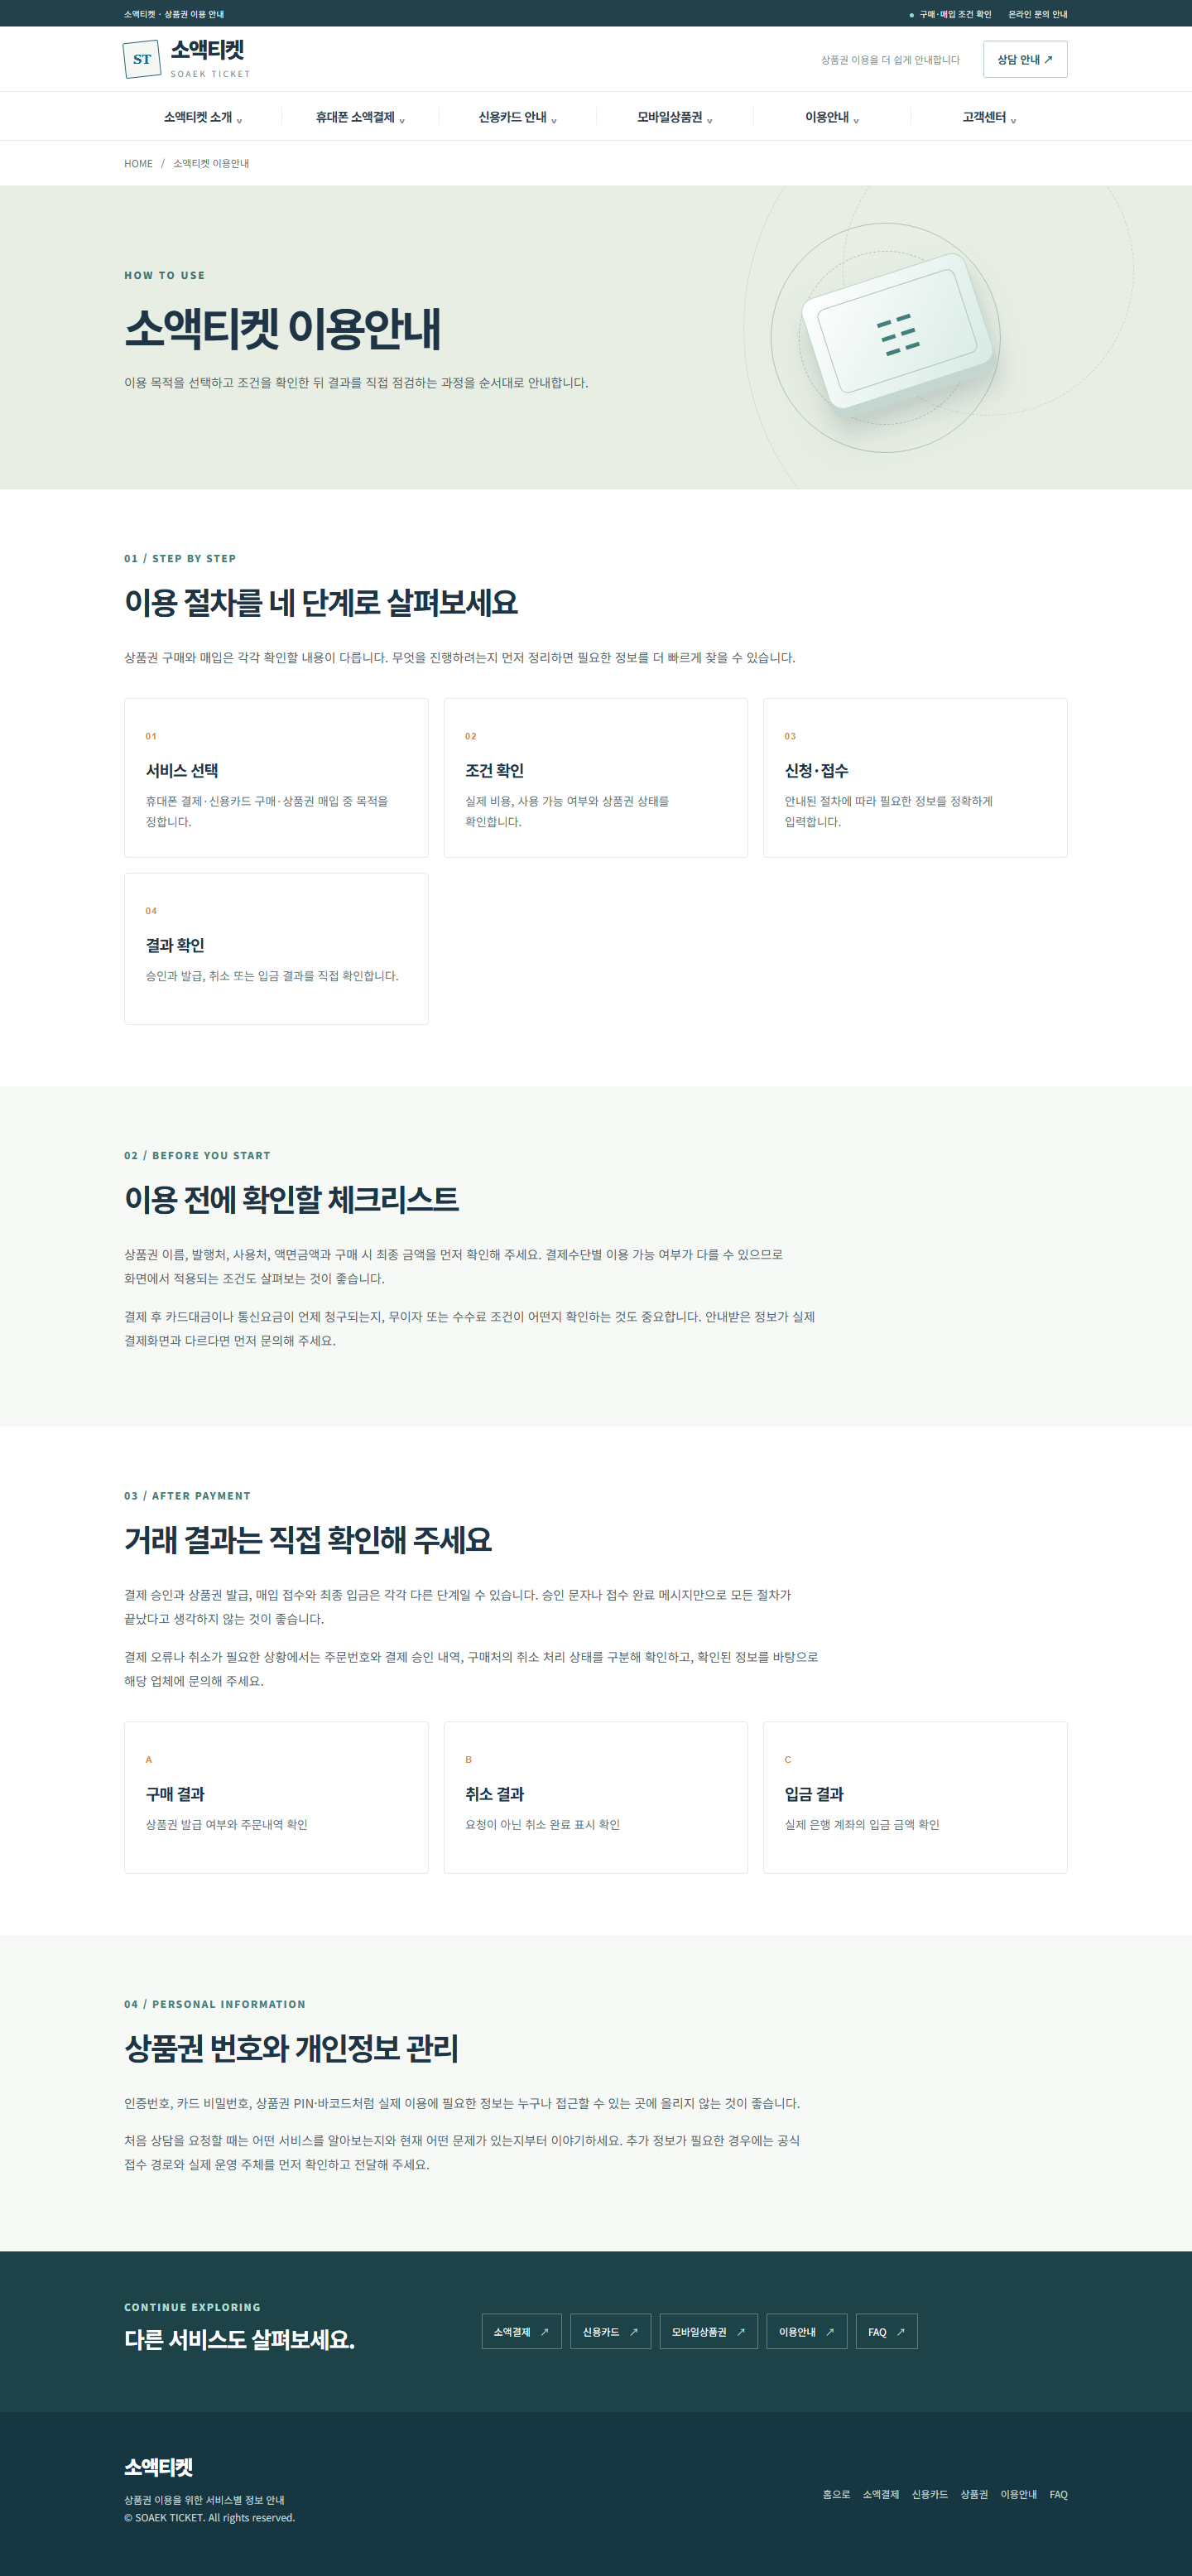 소액티켓 - 상품권 이용 안내
구매·매입 조건 확인
온라인 문의 안내
ST
소액티켓
SOAEK TICKET
상품권 이용을 더 쉽게 안내합니다
상담 안내 ↗
소액티켓 소개
휴대폰 소액결제
신용카드 안내
모바일상품권
이용안내
고객센터
HOME / 소액티켓 이용안내
HOW TO USE
소액티켓 이용안내
이용 목적을 선택하고 조건을 확인한 뒤 결과를 직접 점검하는 과정을 순서대로 안내합니다.
01 / STEP BY STEP
이용 절차를 네 단계로 살펴보세요
상품권 구매와 매입은 각각 확인할 내용이 다릅니다. 무엇을 진행하려는지 먼저 정리하면 필요한 정보를 더 빠르게 찾을 수 있습니다.
01
서비스 선택
휴대폰 결제·신용카드 구매·상품권 매입 중 목적을
정합니다.
02
조건 확인
실제 비용, 사용 가능 여부와 상품권 상태를
확인합니다.
03
신청·접수
안내된 절차에 따라 필요한 정보를 정확하게
입력합니다.
04
결과 확인
승인과 발급, 취소 또는 입금 결과를 직접 확인합니다.
02 / BEFORE YOU START
이용 전에 확인할 체크리스트
상품권 이름, 발행처, 사용처, 액면금액과 구매 시 최종 금액을 먼저 확인해 주세요. 결제수단별 이용 가능 여부가 다를 수 있으므로
화면에서 적용되는 조건도 살펴보는 것이 좋습니다.
결제 후 카드대금이나 통신요금이 언제 청구되는지, 무이자 또는 수수료 조건이 어떤지 확인하는 것도 중요합니다. 안내받은 정보가 실제
결제화면과 다르다면 먼저 문의해 주세요.
03 / AFTER PAYMENT
거래 결과는 직접 확인해 주세요
결제 승인과 상품권 발급, 매입 접수와 최종 입금은 각각 다른 단계일 수 있습니다. 승인 문자나 접수 완료 메시지만으로 모든 절차가
끝났다고 생각하지 않는 것이 좋습니다.
결제 오류나 취소가 필요한 상황에서는 주문번호와 결제 승인 내역, 구매처의 취소 처리 상태를 구분해 확인하고, 확인된 정보를 바탕으로
해당 업체에 문의해 주세요.
A
구매 결과
상품권 발급 여부와 주문내역 확인
B
취소 결과
요청이 아닌 취소 완료 표시 확인
C
입금 결과
실제 은행 계좌의 입금 금액 확인
04 / PERSONAL INFORMATION
상품권 번호와 개인정보 관리
인증번호, 카드 비밀번호, 상품권 PIN·바코드처럼 실제 이용에 필요한 정보는 누구나 접근할 수 있는 곳에 올리지 않는 것이 좋습니다.
처음 상담을 요청할 때는 어떤 서비스를 알아보는지와 현재 어떤 문제가 있는지부터 이야기하세요. 추가 정보가 필요한 경우에는 공식
접수 경로와 실제 운영 주체를 먼저 확인하고 전달해 주세요.
CONTINUE EXPLORING
다른 서비스도 살펴보세요.
소액결제 ↗
신용카드 ↗
모바일상품권 ↗
이용안내 ↗
FAQ ↗
소액티켓
상품권 이용을 위한 서비스별 정보 안내
© SOAEK TICKET. All rights reserved.
홈으로 소액결제 신용카드 상품권 이용안내 FAQ